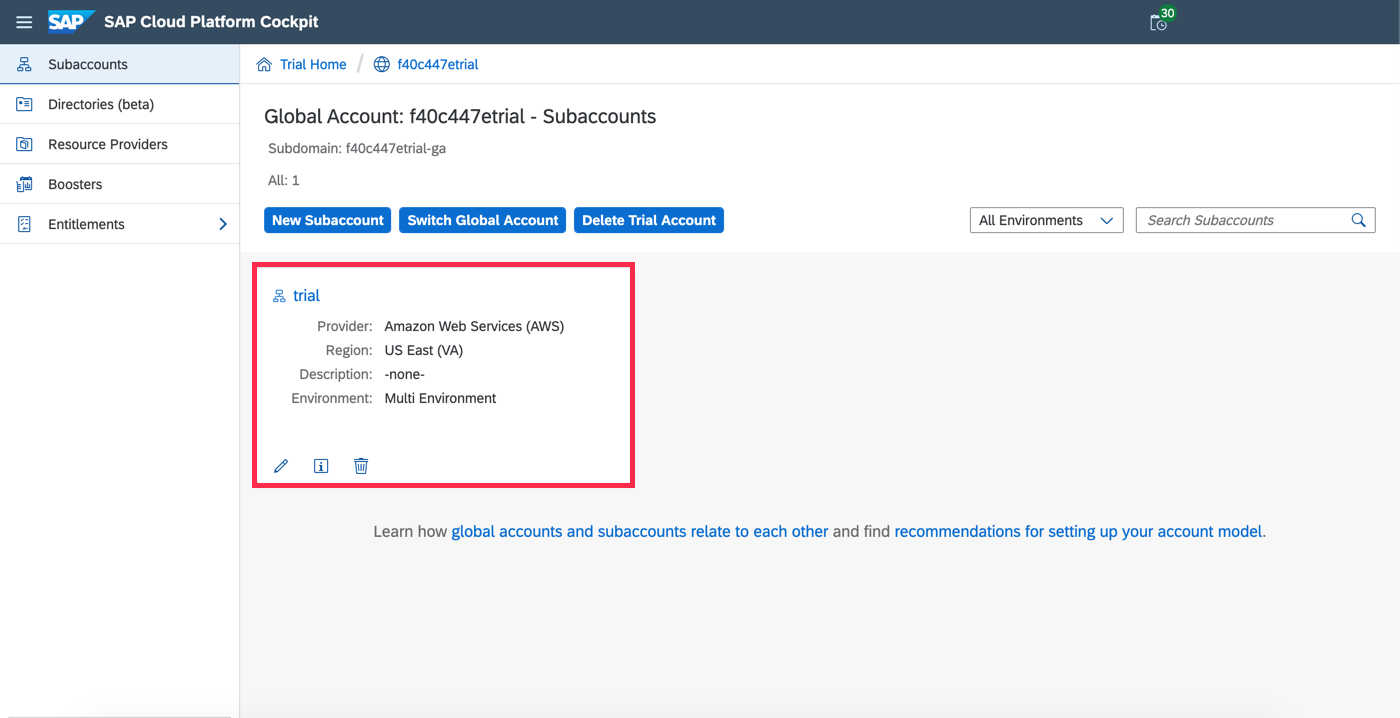 SAP SAP Cloud Platform Cockpit
30
Subaccounts
Directories (beta)
Resource Providers
Boosters
Entitlements
Trial Home / f40c447etrial
Global Account: f40c447etrial - Subaccounts
Subdomain: f40c447etrial-ga
All: 1
New Subaccount Switch Global Account Delete Trial Account All Environments Search Subaccounts
trial
Provider: Amazon Web Services (AWS)
Region: US East (VA)
Description: -none-
Environment: Multi Environment
Learn how global accounts and subaccounts relate to each other and find recommendations for setting up your account model.